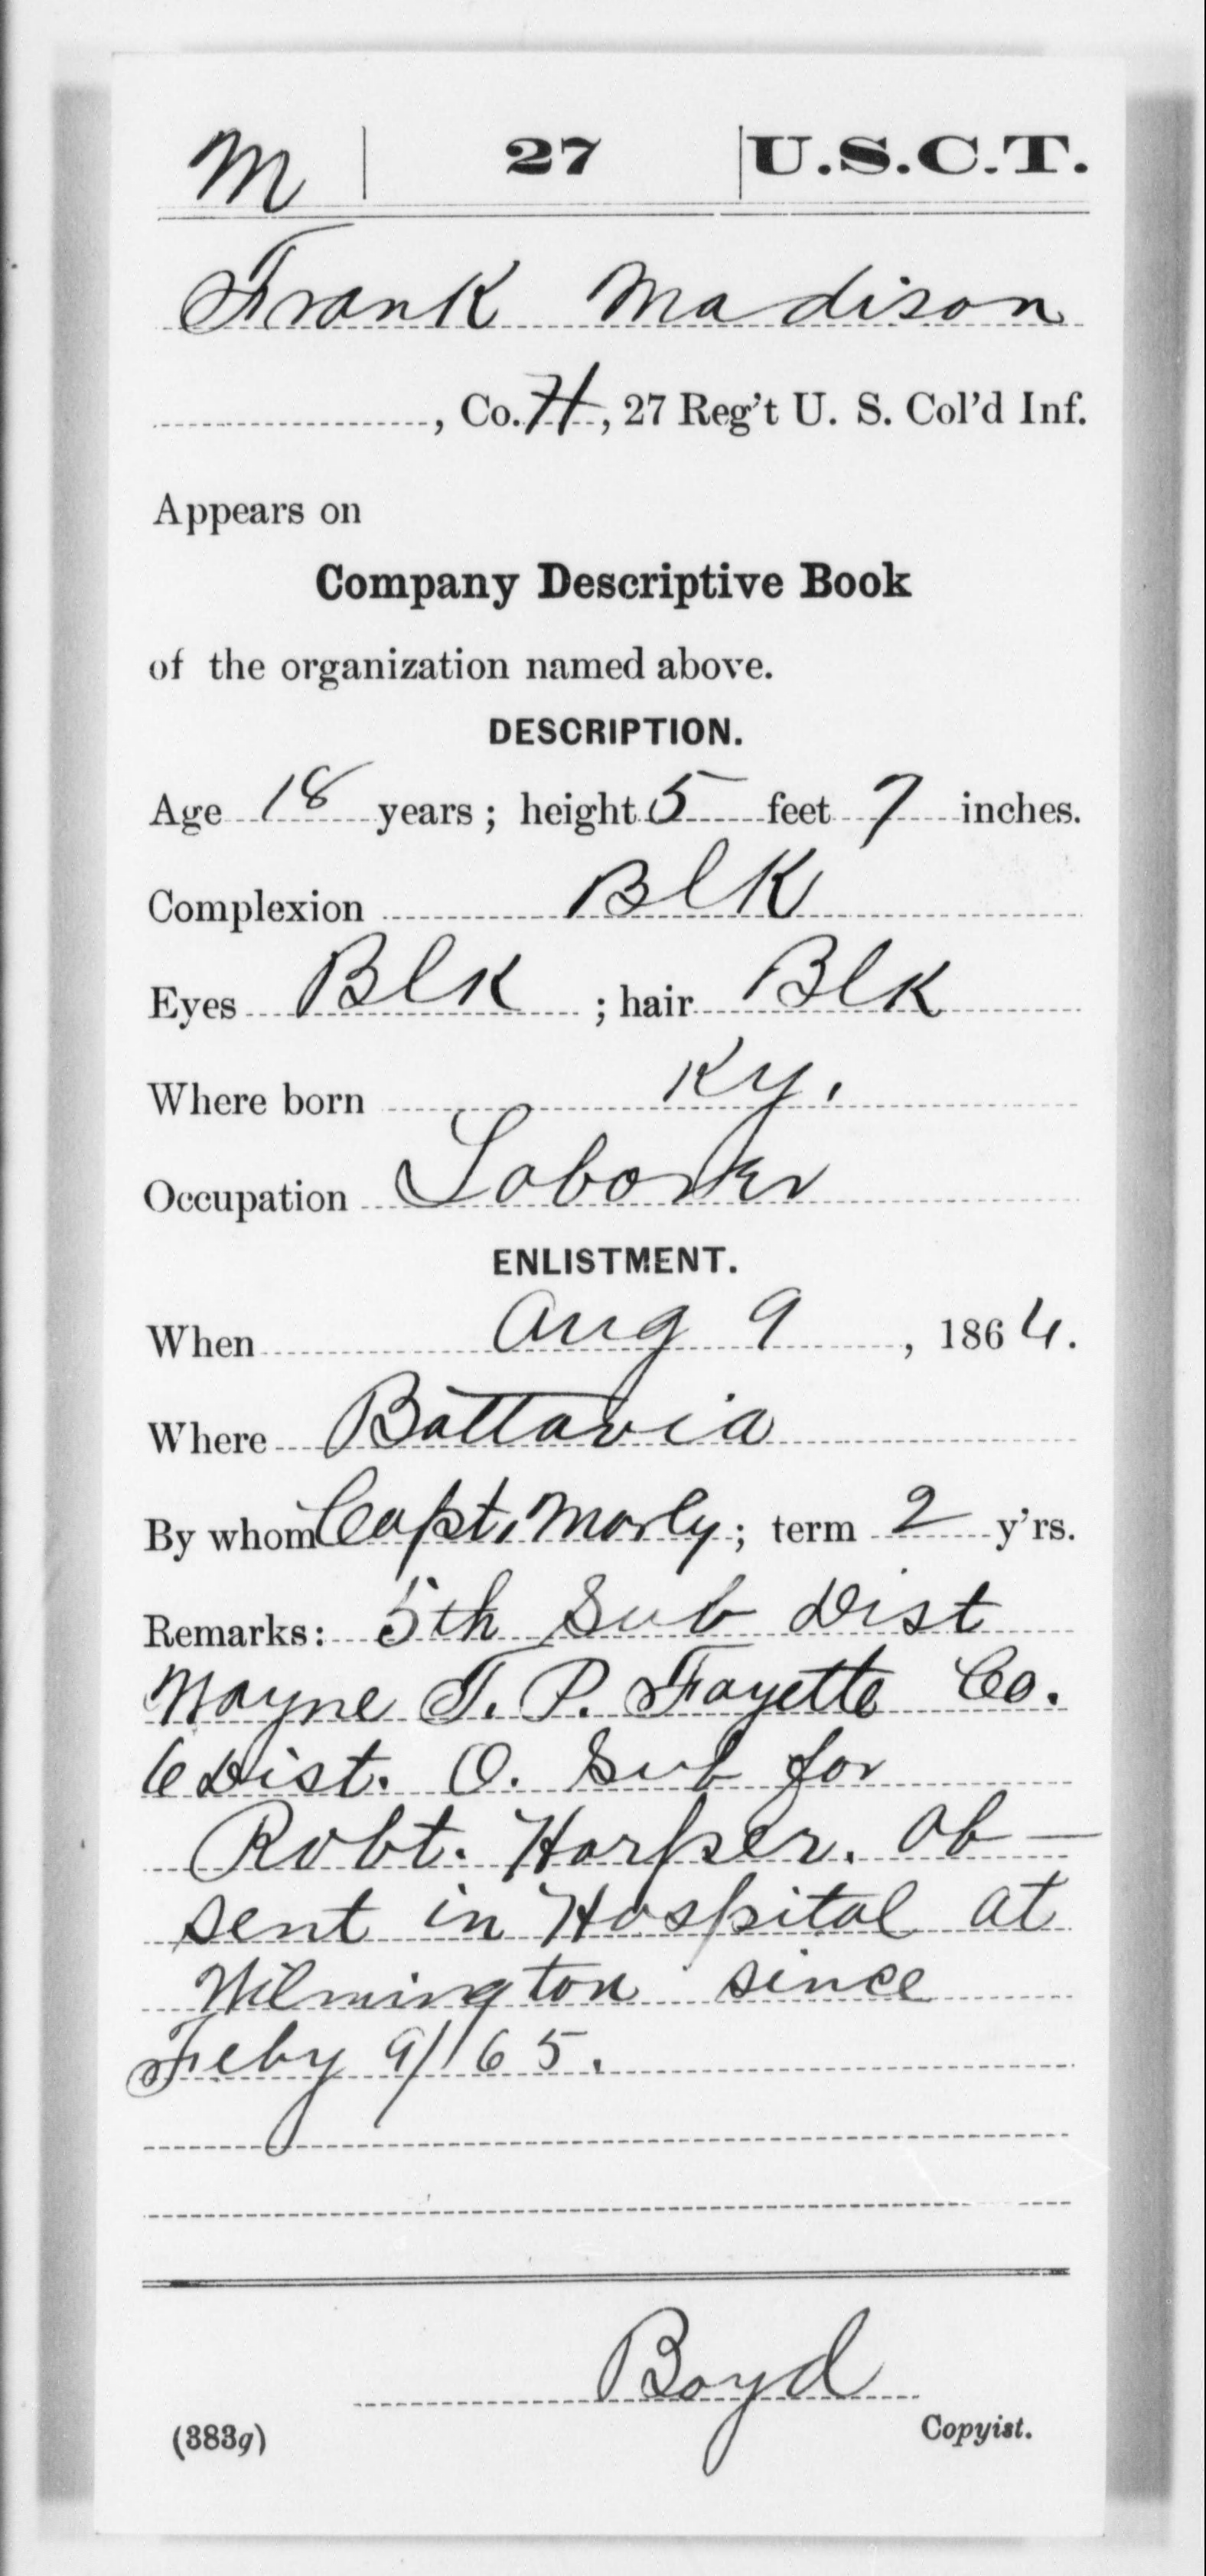 M | 27 | U.S.C.T.
Frank Madison
, Co. H, 27 Reg't U. S. Col'd Inf.
Appears on
Company Descriptive Book
of the organization named above.
DESCRIPTION.
Age 18 years; height 5 feet 7 inches.
Complexion Blk
Eyes Blk; hair Blk
Where born Ky.
Occupation Laborer
ENLISTMENT.
When Aug 9, 1864.
Where Battavia
By whom Capt. Morly; term 2 y'rs.
Remarks: 5th Sub Dist
Wayne T. P. Fayette Co.
6 Dist. O. Sub for
Robt. Harper. Ab-
sent in Hospital at
Wilmington since
Feby 9/65.
Boyd
(383g) Copyist.